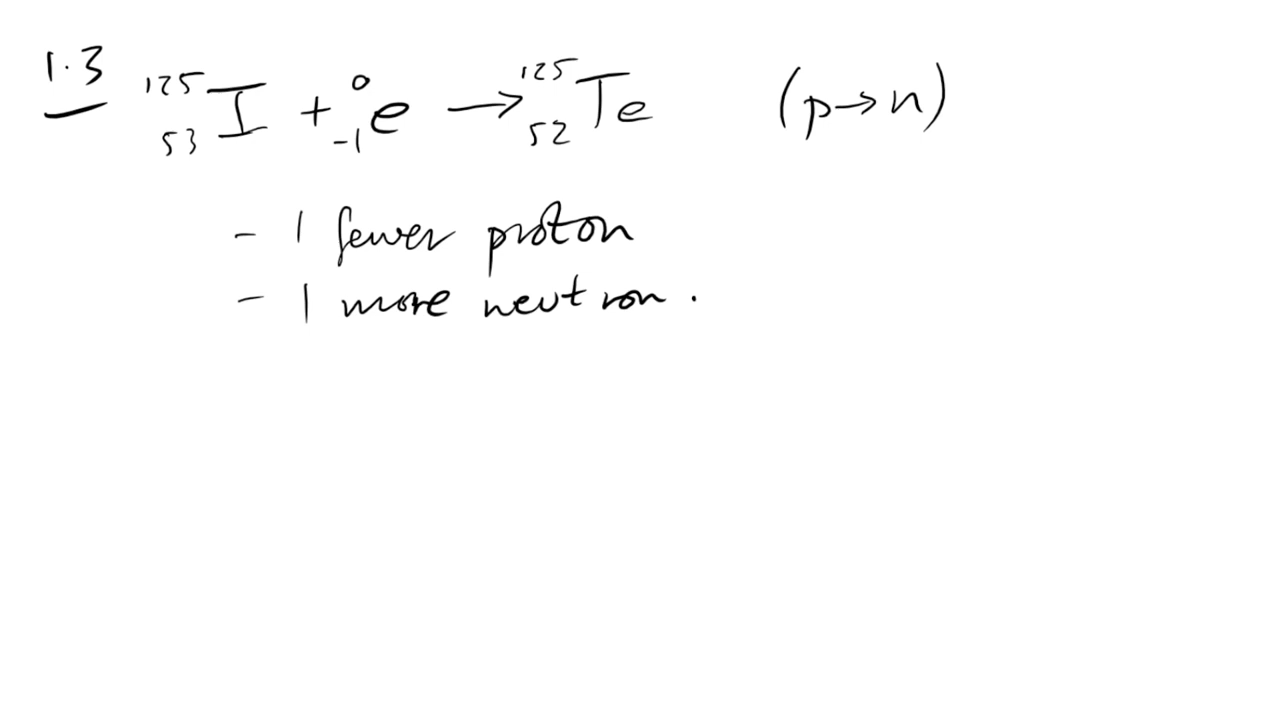 1.3 ¹²⁵₅₃I + ⁰₋₁e → ¹²⁵₅₂Te (p→n)
- 1 fewer proton
- 1 more neutron.